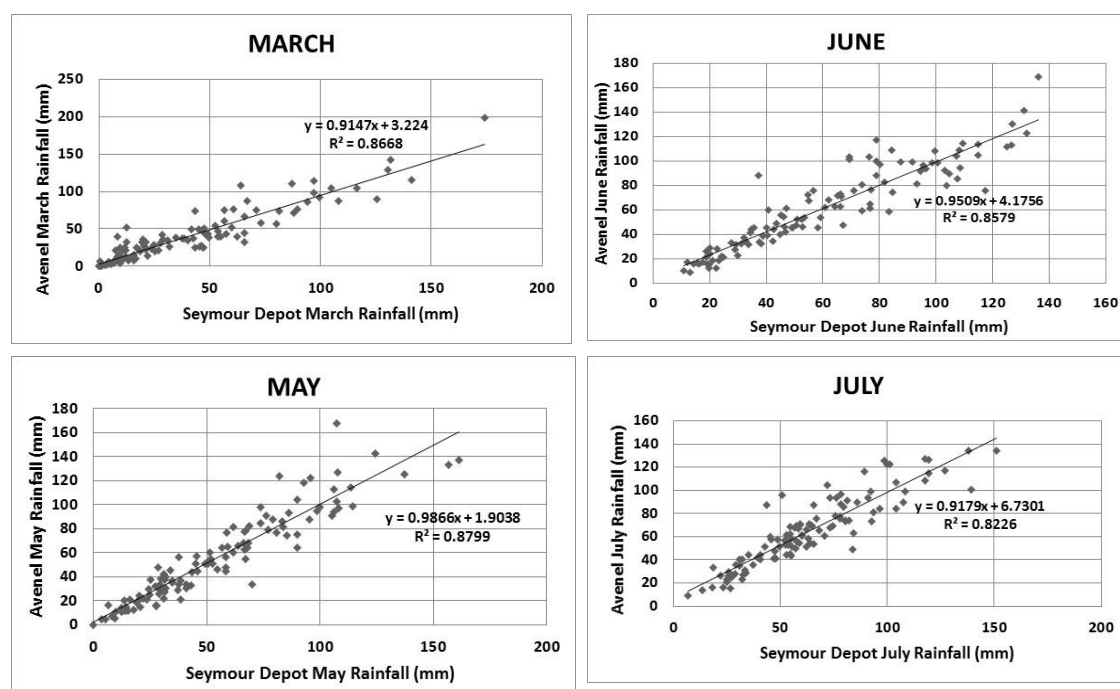 MARCH
250
200
150
100
50
0
Avenel March Rainfall (mm)
y = 0.9147x + 3.224
R² = 0.8668
0 50 100 150 200
Seymour Depot March Rainfall (mm)
JUNE
180
160
140
120
100
80
60
40
20
0
Avenel June Rainfall (mm)
y = 0.9509x + 4.1756
R² = 0.8579
0 20 40 60 80 100 120 140 160
Seymour Depot June Rainfall (mm)
MAY
180
160
140
120
100
80
60
40
20
0
Avenel May Rainfall (mm)
y = 0.9866x + 1.9038
R² = 0.8799
0 50 100 150 200
Seymour Depot May Rainfall (mm)
JULY
160
140
120
100
80
60
40
20
0
Avenel July Rainfall (mm)
y = 0.9179x + 6.7301
R² = 0.8226
0 50 100 150 200
Seymour Depot July Rainfall (mm)